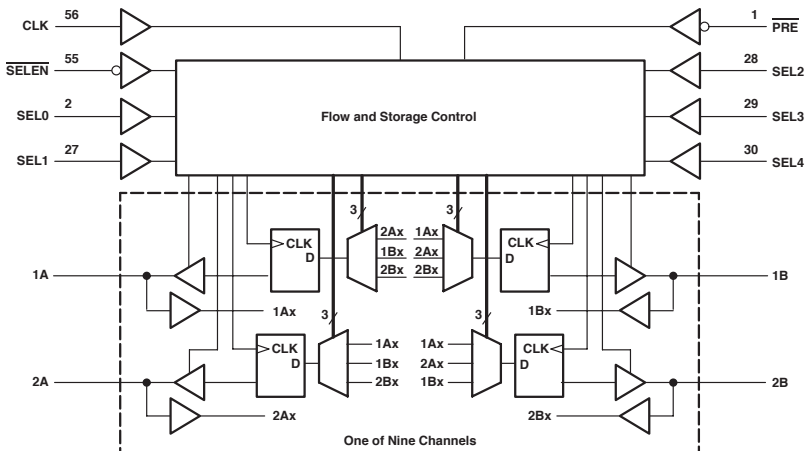 CLK 56
1 PRE
SELEN 55
28 SEL2
SEL0 2
Flow and Storage Control
29 SEL3
SEL1 27
30 SEL4
3
3
CLK
D
2Ax
1Bx
2Bx
1Ax
2Ax
2Bx
CLK
D
1A
1B
1Ax
1Bx
3
3
CLK
D
1Ax
1Bx
2Bx
1Ax
2Ax
1Bx
CLK
D
2A
2B
2Ax
2Bx
One of Nine Channels